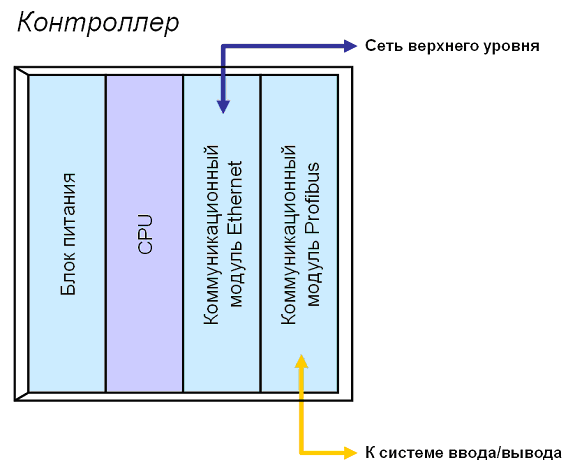 Контроллер
Сеть верхнего уровня
Блок питания
CPU
Коммуникационный
модуль Ethernet
Коммуникационный
модуль Profibus
К системе ввода/вывода